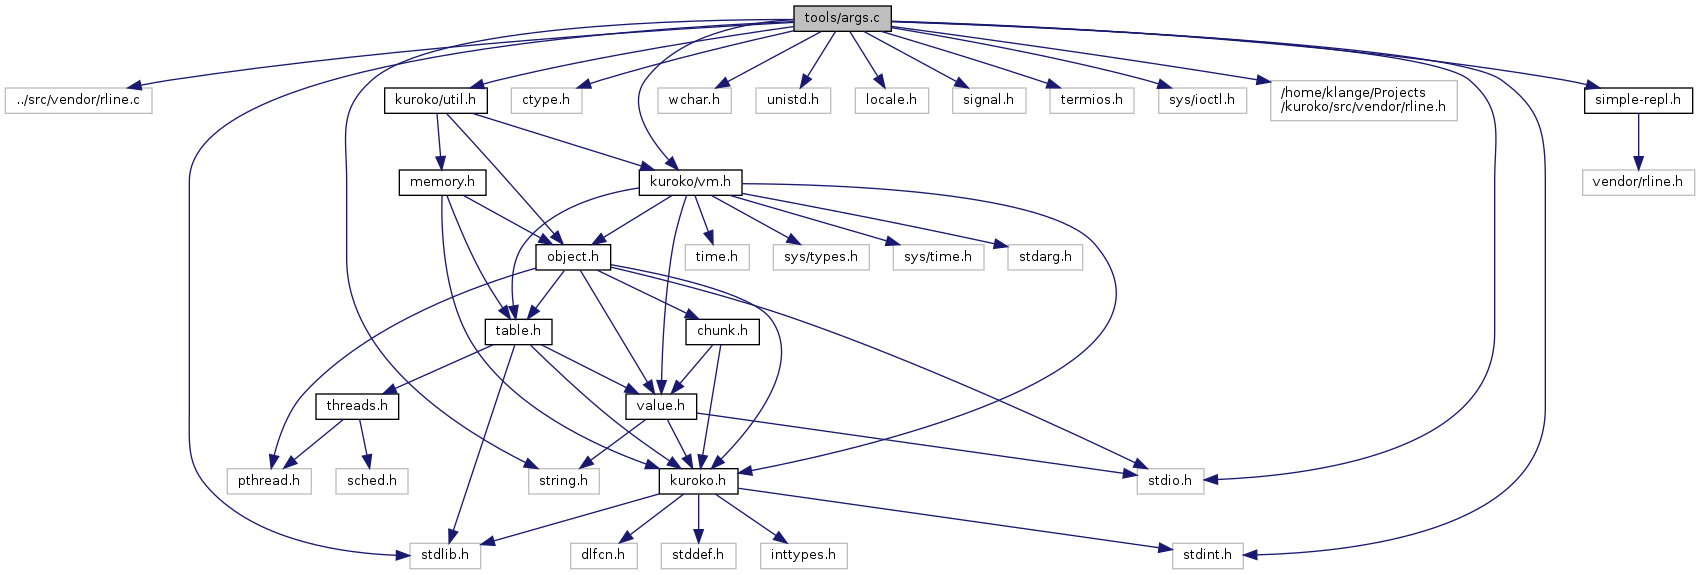 tools/args.c
../src/vendor/rline.c
kuroko/util.h
ctype.h
wchar.h
unistd.h
locale.h
signal.h
termios.h
sys/ioctl.h
/home/klange/Projects
/kuroko/src/vendor/rline.h
simple-repl.h
memory.h
kuroko/vm.h
vendor/rline.h
object.h
time.h
sys/types.h
sys/time.h
stdarg.h
table.h
chunk.h
threads.h
value.h
pthread.h
sched.h
string.h
kuroko.h
stdio.h
stdlib.h
dlfcn.h
stddef.h
inttypes.h
stdint.h